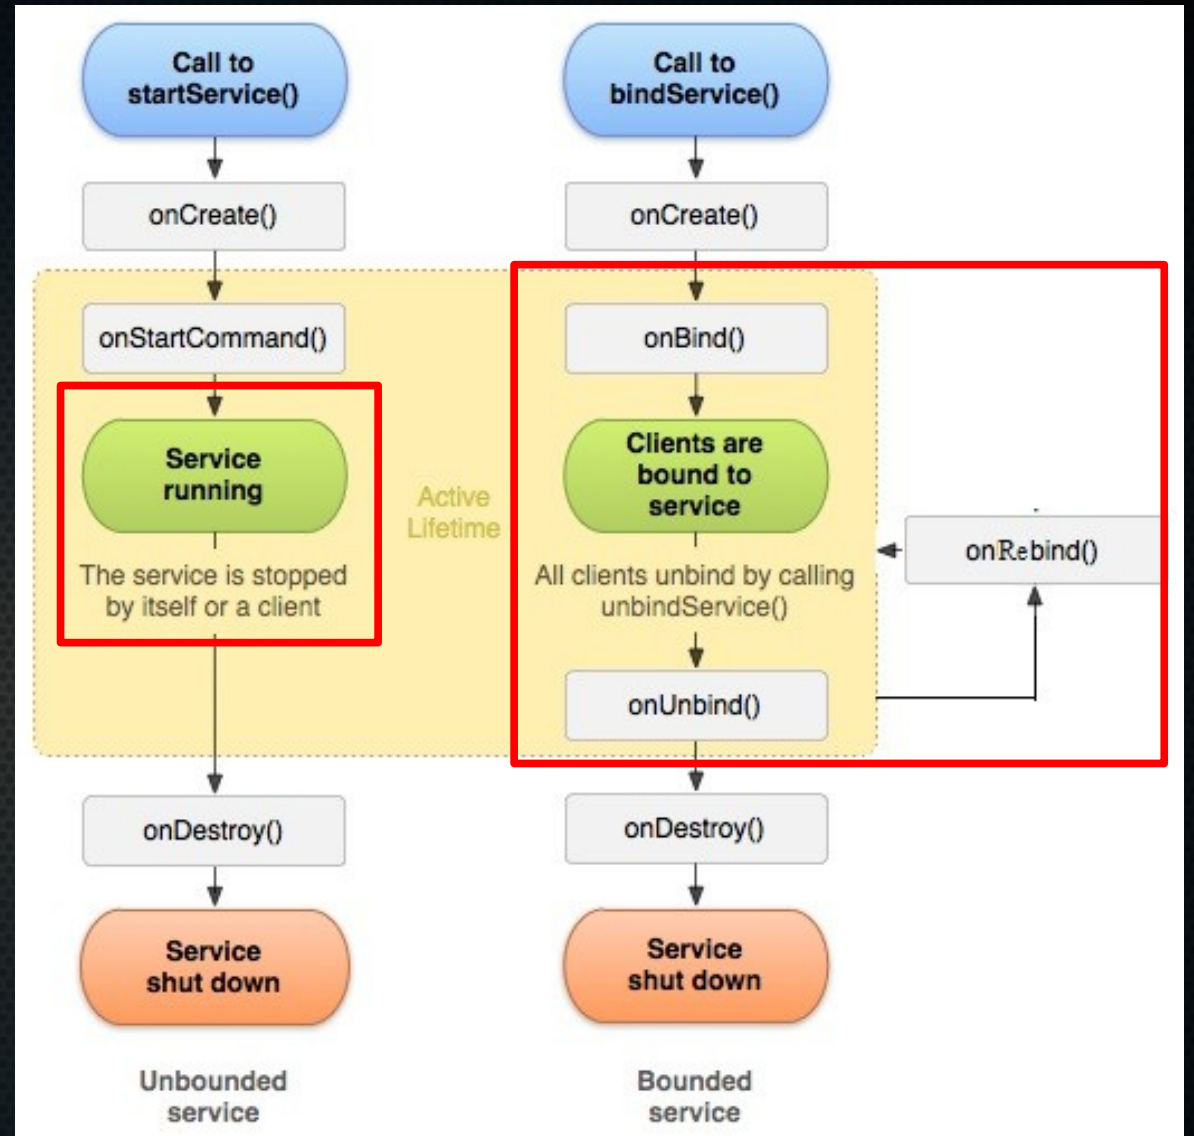 Call to
startService()
onCreate()
onStartCommand()
Service
running
The service is stopped
by itself or a client
onDestroy()
Service
shut down
Unbounded
service
Active
Lifetime
Call to
bindService()
onCreate()
onBind()
Clients are
bound to
service
All clients unbind by calling
unbindService()
onUnbind()
onRebind()
onDestroy()
Service
shut down
Bounded
service